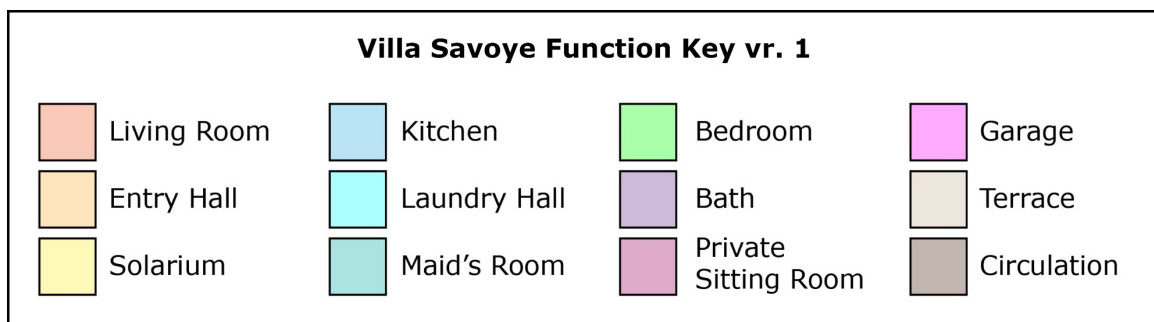 Villa Savoye Function Key vr. 1
Living Room
Kitchen
Bedroom
Garage
Entry Hall
Laundry Hall
Bath
Terrace
Solarium
Maid’s Room
Private
Sitting Room
Circulation